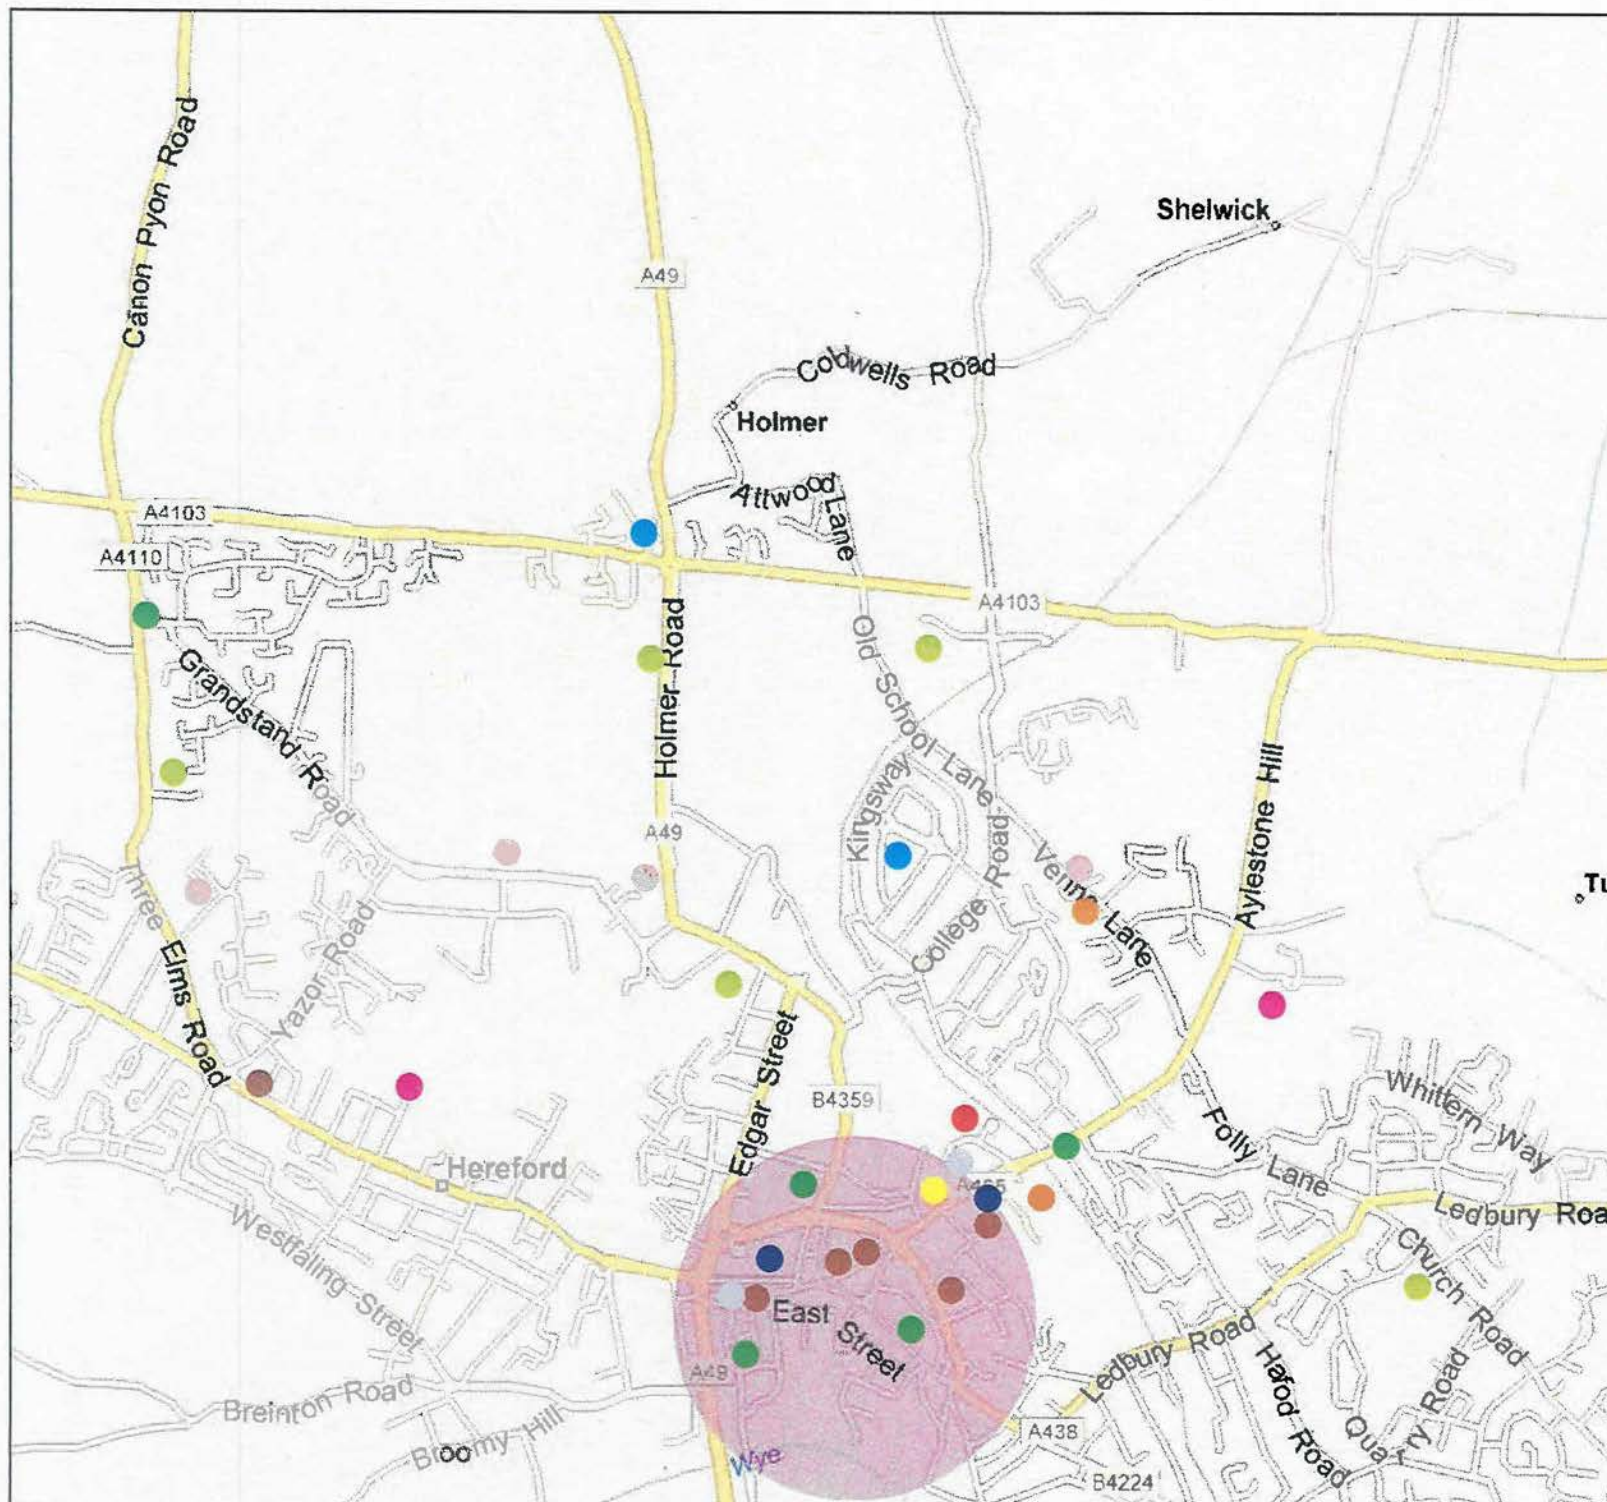 Canon Pyon Road
A49
Shelwick
Coldwells Road
Holmer
Attwood Lane
A4103
A4110
A4103
Grandstand Road
Holmer Road
Old School Lane
Kingsway
A49
College Road
Venns Lane
Aylestone Hill
Tu
Three Elms Road
Yazor Road
Edgar Street
B4359
Whittern Way
Folly Lane
Hereford
A465
Ledbury Road
Westfaling Street
Church Road
East Street
A49
Ledbury Road
Hafod Road
Quarry Road
Breinton Road
Broomy Hill
A438
Wye
B4224